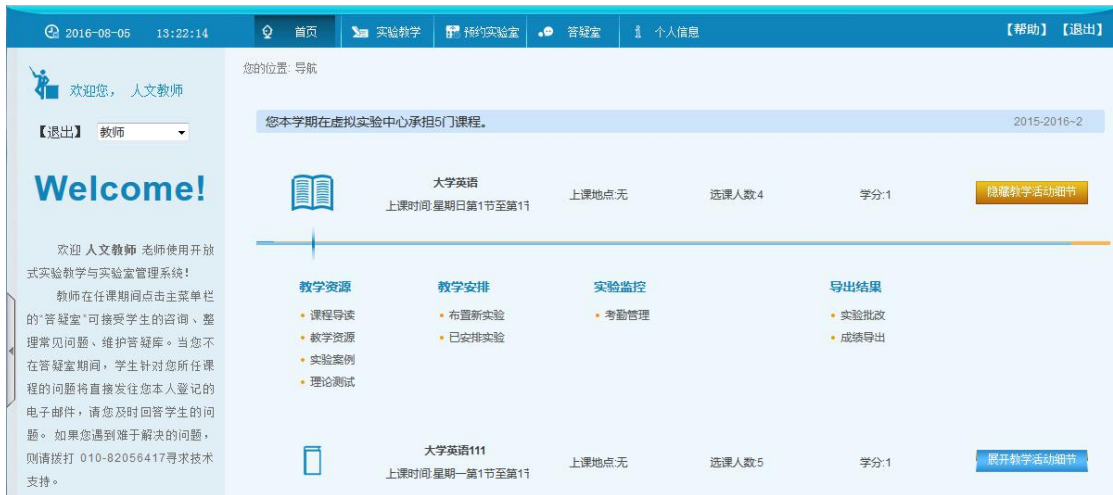 2016-08-05 13:22:14 首页 实验教学 预约实验室 答疑室 个人信息 【帮助】 【退出】
欢迎您， 人文教师
【退出】 教师
Welcome!
欢迎 人文教师 老师使用开放
式实验教学与实验室管理系统!
教师在任课期间点击主菜单栏
的“答疑室”可接受学生的咨询、整
理常见问题、维护答疑库。当您不
在答疑室期间，学生针对您所任课
程的问题将直接发往您本人登记的
电子邮件，请您及时回答学生的问
题。如果您遇到难于解决的问题，
则请拨打 010-82056417寻求技术
支持。
您的位置: 导航
您本学期在虚拟实验中心承担5门课程。 2015-2016~2
大学英语
上课时间:星期日第1节至第1节 上课地点:无 选课人数:4 学分:1 隐藏教学活动细节
教学资源 教学安排 实验监控 导出结果
• 课程导读 • 布置新实验 • 考勤管理 • 实验批改
• 教学资源 • 已安排实验 • 成绩导出
• 实验案例
• 理论测试
大学英语111
上课时间:星期一第1节至第1节 上课地点:无 选课人数:5 学分:1 展开教学活动细节